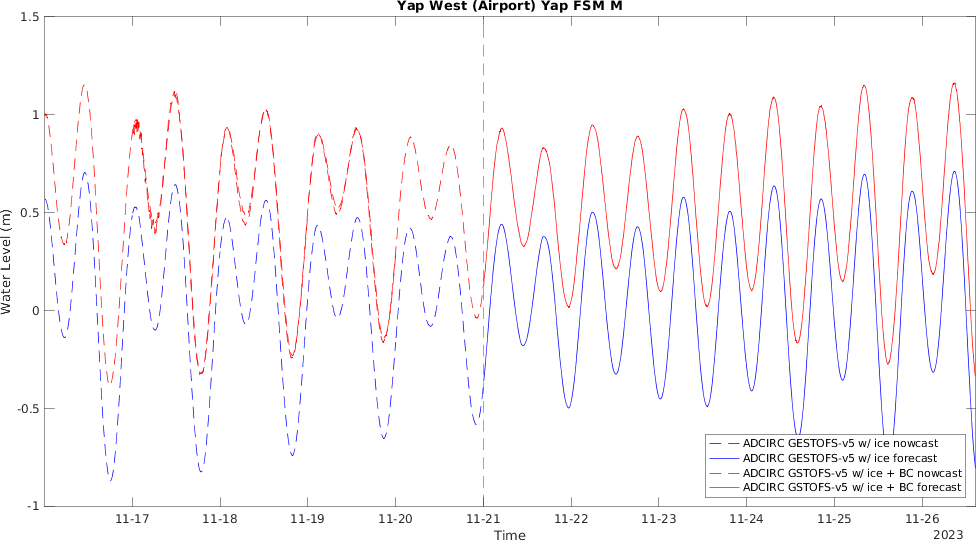 Yap West (Airport) Yap FSM M
1.5
1
0.5
0
-0.5
-1
Water Level (m)
ADCIRC GESTOFS-v5 w/ ice nowcast
ADCIRC GESTOFS-v5 w/ ice forecast
ADCIRC GSTOFS-v5 w/ ice + BC nowcast
ADCIRC GSTOFS-v5 w/ ice + BC forecast
11-17 11-18 11-19 11-20 11-21 11-22 11-23 11-24 11-25 11-26
Time
2023